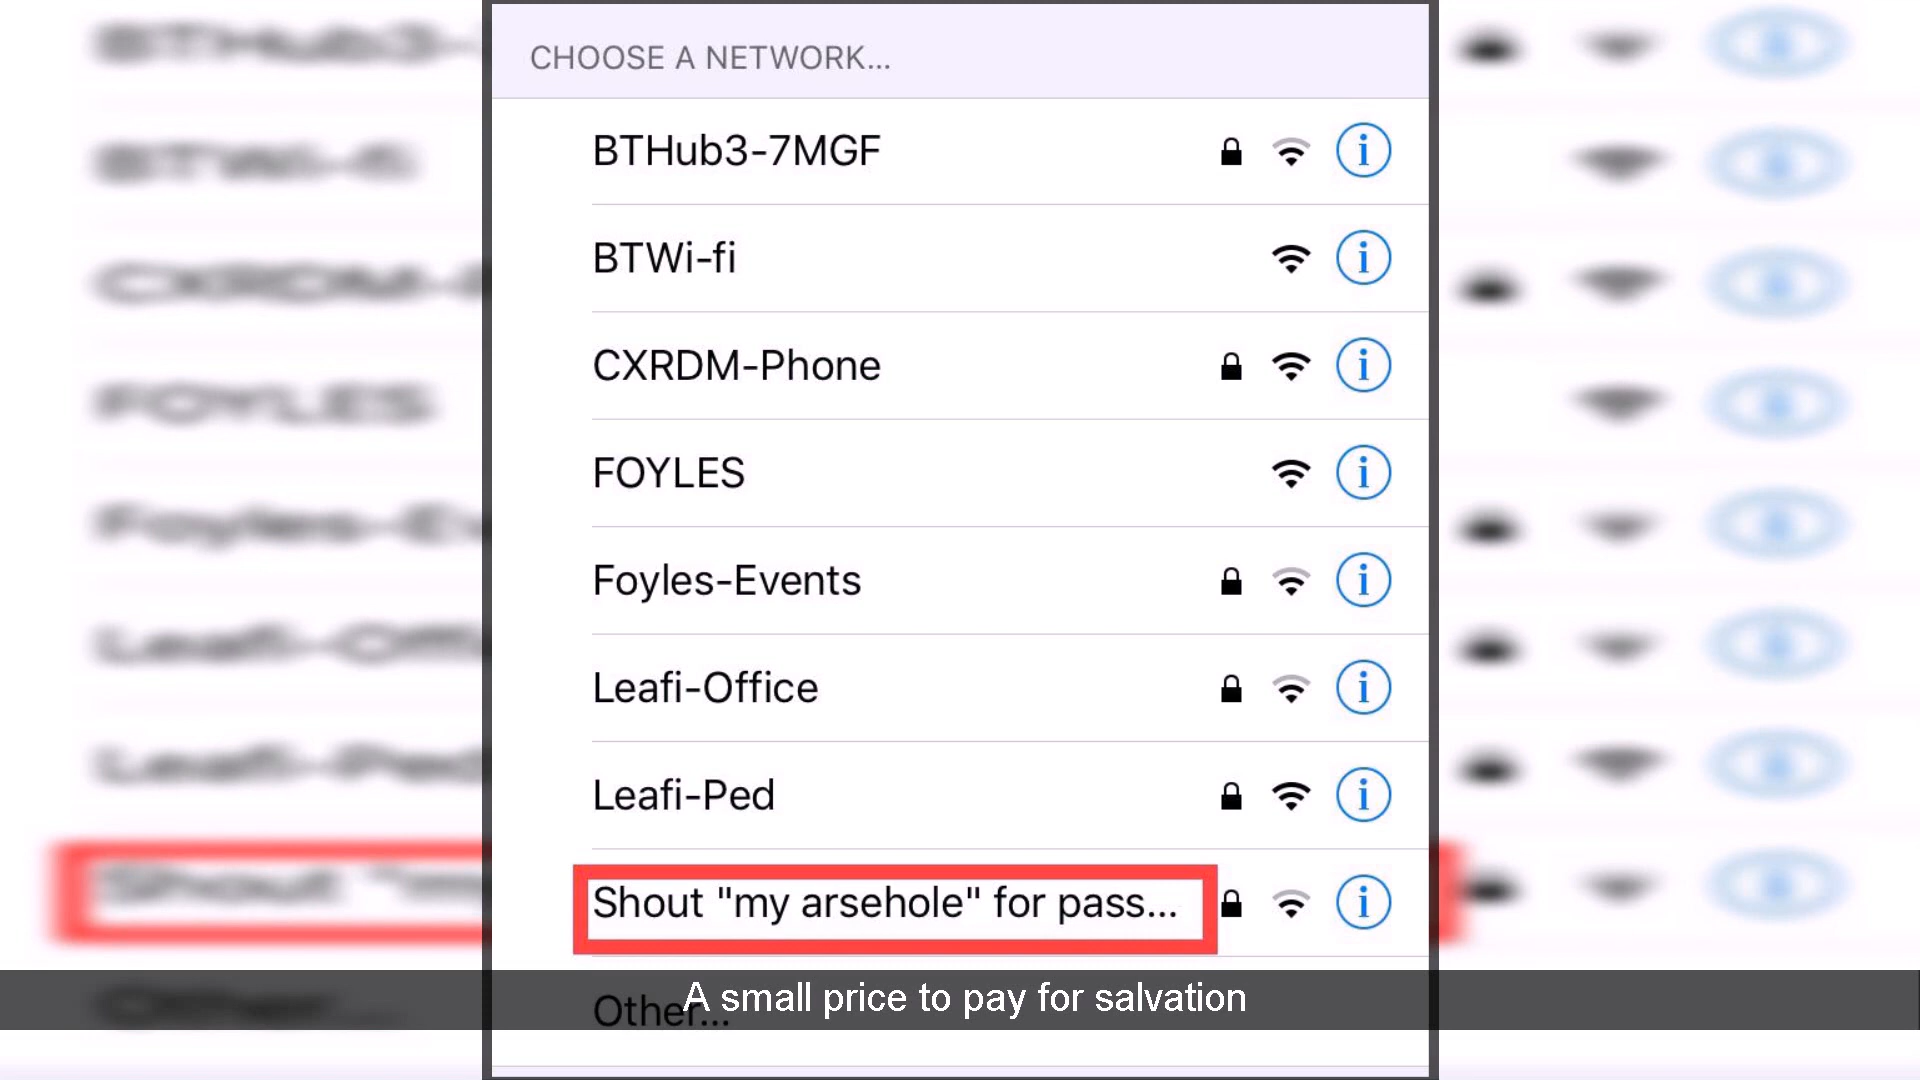 CHOOSE A NETWORK...
BTHub3-7MGF
BTWi-fi
CXRDM-Phone
FOYLES
Foyles-Events
Leafi-Office
Leafi-Ped
Shout "my arsehole" for pass...
Other...
A small price to pay for salvation